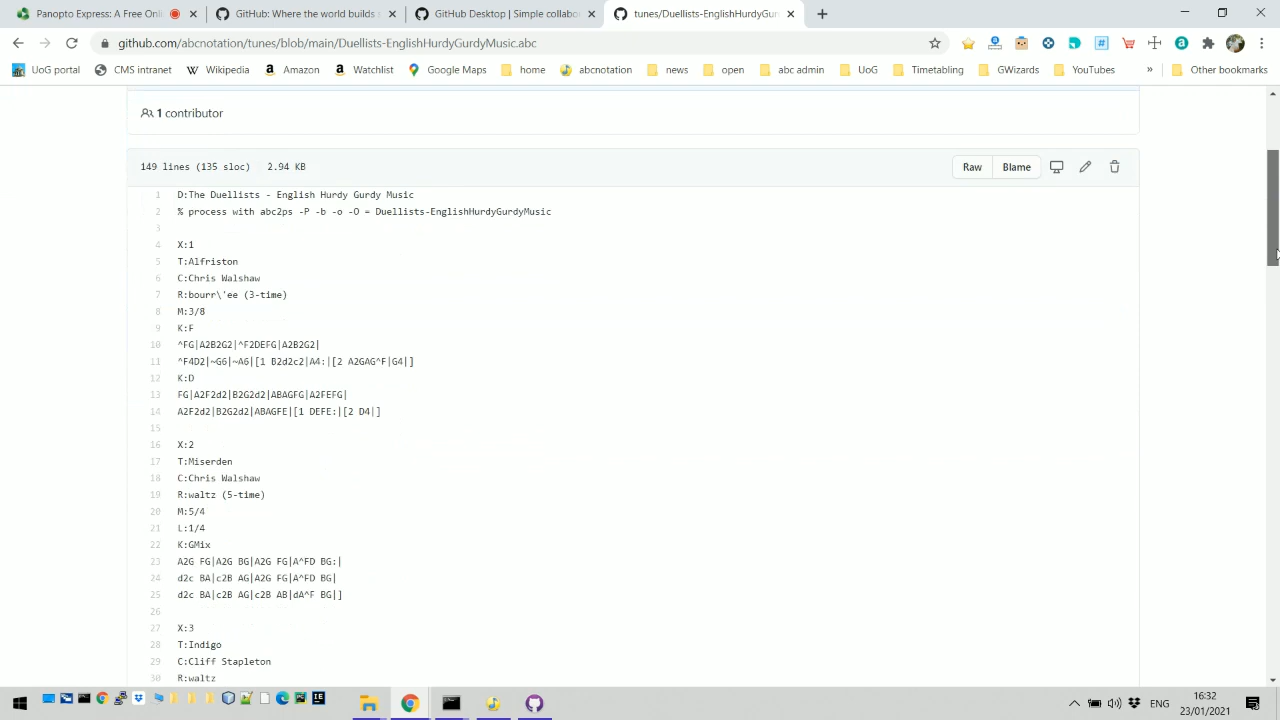 Panopto Express: A Free Onl
GitHub: Where the world builds s
GitHub Desktop | Simple collabo
tunes/Duellists-EnglishHurdyGur
github.com/abcnotation/tunes/blob/main/Duellists-EnglishHurdyGurdyMusic.abc
UoG portal
CMS intranet
Wikipedia
Amazon
Watchlist
Google Maps
home
abcnotation
news
open
abc admin
UoG
Timetabling
GWizards
YouTubes
»
Other bookmarks
1 contributor
149 lines (135 sloc) 2.94 KB
Raw
Blame
1 D:The Duellists - English Hurdy Gurdy Music
2 % process with abc2ps -P -b -o -O = Duellists-EnglishHurdyGurdyMusic
3
4 X:1
5 T:Alfriston
6 C:Chris Walshaw
7 R:bourr\'ee (3-time)
8 M:3/8
9 K:F
10 ^FG|A2B2G2|^F2DEFG|A2B2G2|
11 ^F4D2|~G6|~A6|[1 B2d2c2|A4:|[2 A2GAG^F|G4|]
12 K:D
13 FG|A2F2d2|B2G2d2|ABAGFG|A2FEFG|
14 A2F2d2|B2G2d2|ABAGFE|[1 DEFE:|[2 D4|]
15
16 X:2
17 T:Miserden
18 C:Chris Walshaw
19 R:waltz (5-time)
20 M:5/4
21 L:1/4
22 K:GMix
23 A2G FG|A2G BG|A2G FG|A^FD BG:|
24 d2c BA|c2B AG|A2G FG|A^FD BG|
25 d2c BA|c2B AG|c2B AB|dA^F BG|]
26
27 X:3
28 T:Indigo
29 C:Cliff Stapleton
30 R:waltz
ENG
16:32
23/01/2021